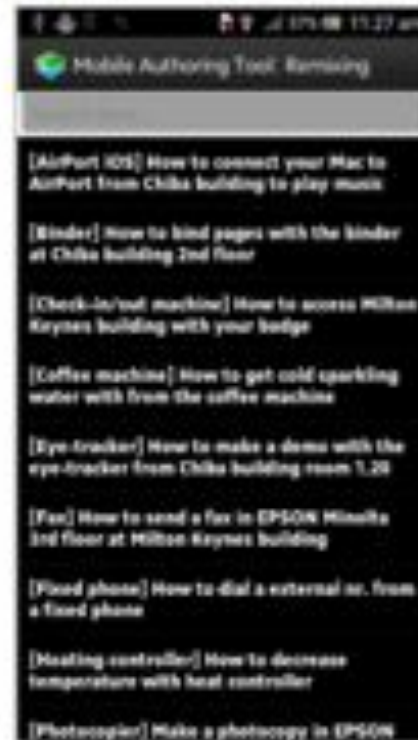 11:27 am
Mobile Authoring Tool: Remixing
[AirPort iOS] How to connect your Mac to
AirPort from Chiba building to play music
[Binder] How to bind pages with the binder
at Chiba building 2nd floor
[Check-in/out machine] How to access Milton
Keynes building with your badge
[Coffee machine] How to get cold sparkling
water with from the coffee machine
[Eye-tracker] How to make a demo with the
eye-tracker from Chiba building room 1.20
[Fax] How to send a fax in EPSON Minolta
3rd floor at Milton Keynes building
[Fixed phone] How to dial a external nr. from
a fixed phone
[Heating controller] How to decrease
temperature with heat controller
[Photocopier] Make a photocopy in EPSON